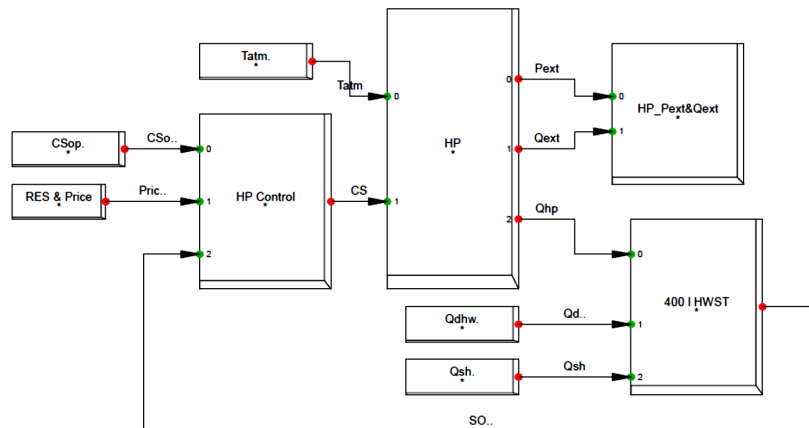 Tatm.
*
Tatm
0
HP
*
1
0
1
2
Pext
Qext
Qhp
0
1
HP_Pext&Qext
*
CSop.
*
CSo..
0
RES & Price
*
Pric..
1
2
HP Control
*
CS
0
1
2
400 l HWST
*
Qdhw.
*
Qd..
Qsh.
*
Qsh
SO..